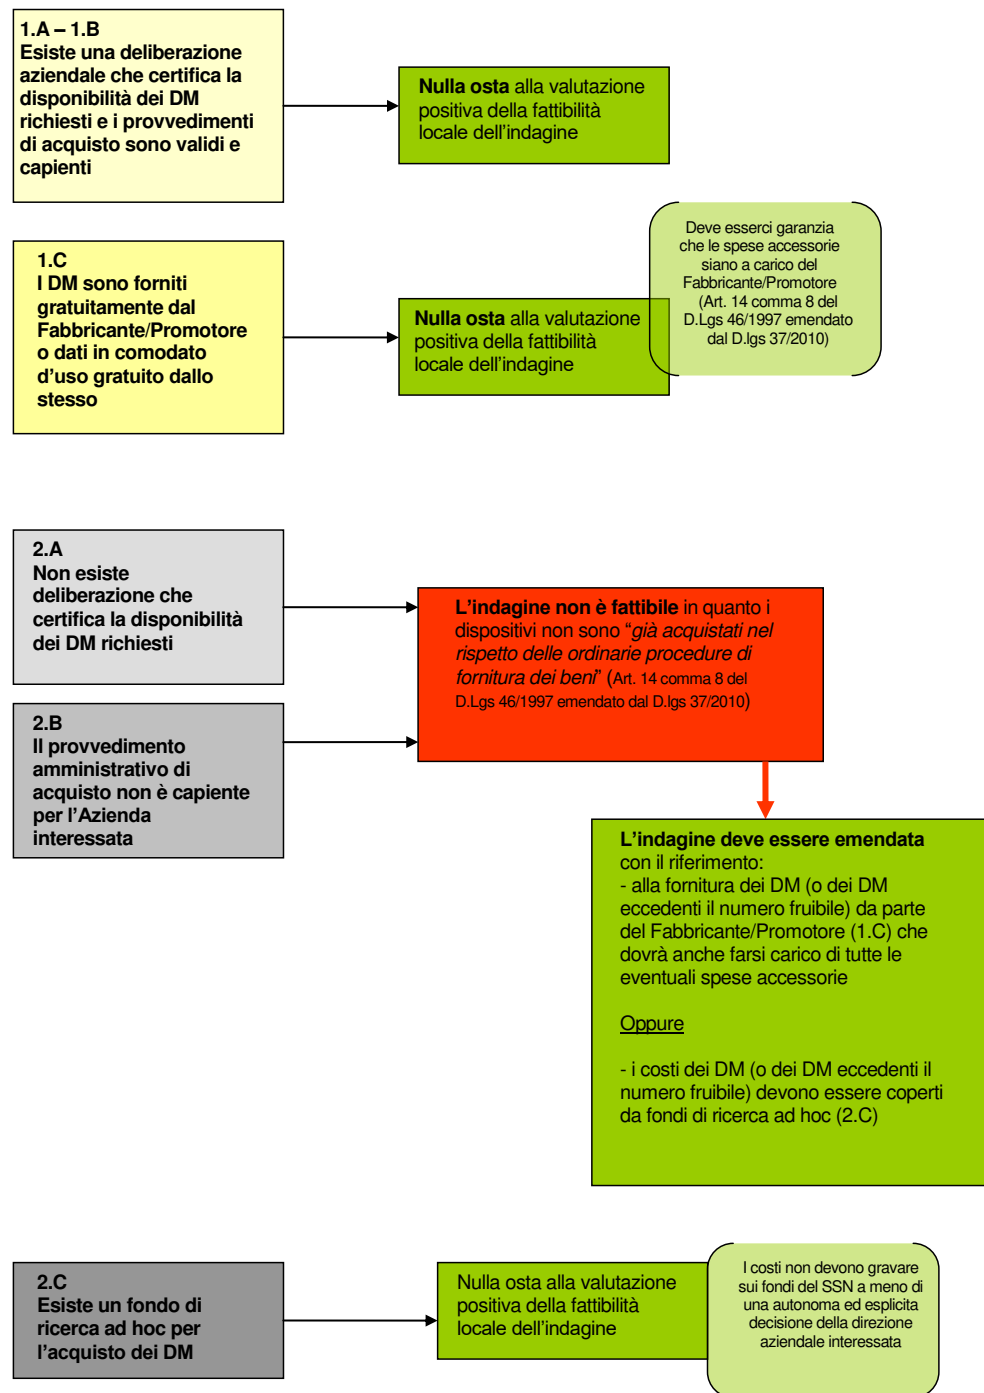 1.A – 1.B
Esiste una deliberazione
aziendale che certifica la
disponibilità dei DM
richiesti e i provvedimenti
di acquisto sono validi e
capienti
Nulla osta alla valutazione
positiva della fattibilità
locale dell'indagine
1.C
I DM sono forniti
gratuitamente dal
Fabbricante/Promotore
o dati in comodato
d'uso gratuito dallo
stesso
Nulla osta alla valutazione
positiva della fattibilità
locale dell'indagine
Deve esserci garanzia
che le spese accessorie
siano a carico del
Fabbricante/Promotore
(Art. 14 comma 8 del
D.Lgs 46/1997 emendato
dal D.lgs 37/2010)
2.A
Non esiste
deliberazione che
certifica la disponibilità
dei DM richiesti
2.B
Il provvedimento
amministrativo di
acquisto non è capiente
per l'Azienda
interessata
L'indagine non è fattibile in quanto i
dispositivi non sono “già acquistati nel
rispetto delle ordinarie procedure di
fornitura dei beni” (Art. 14 comma 8 del
D.Lgs 46/1997 emendato dal D.lgs 37/2010)
L'indagine deve essere emendata
con il riferimento:
- alla fornitura dei DM (o dei DM
eccedenti il numero fruibile) da parte
del Fabbricante/Promotore (1.C) che
dovrà anche farsi carico di tutte le
eventuali spese accessorie
Oppure
- i costi dei DM (o dei DM eccedenti il
numero fruibile) devono essere coperti
da fondi di ricerca ad hoc (2.C)
2.C
Esiste un fondo di
ricerca ad hoc per
l'acquisto dei DM
Nulla osta alla valutazione
positiva della fattibilità
locale dell'indagine
I costi non devono gravare
sui fondi del SSN a meno di
una autonoma ed esplicita
decisione della direzione
aziendale interessata